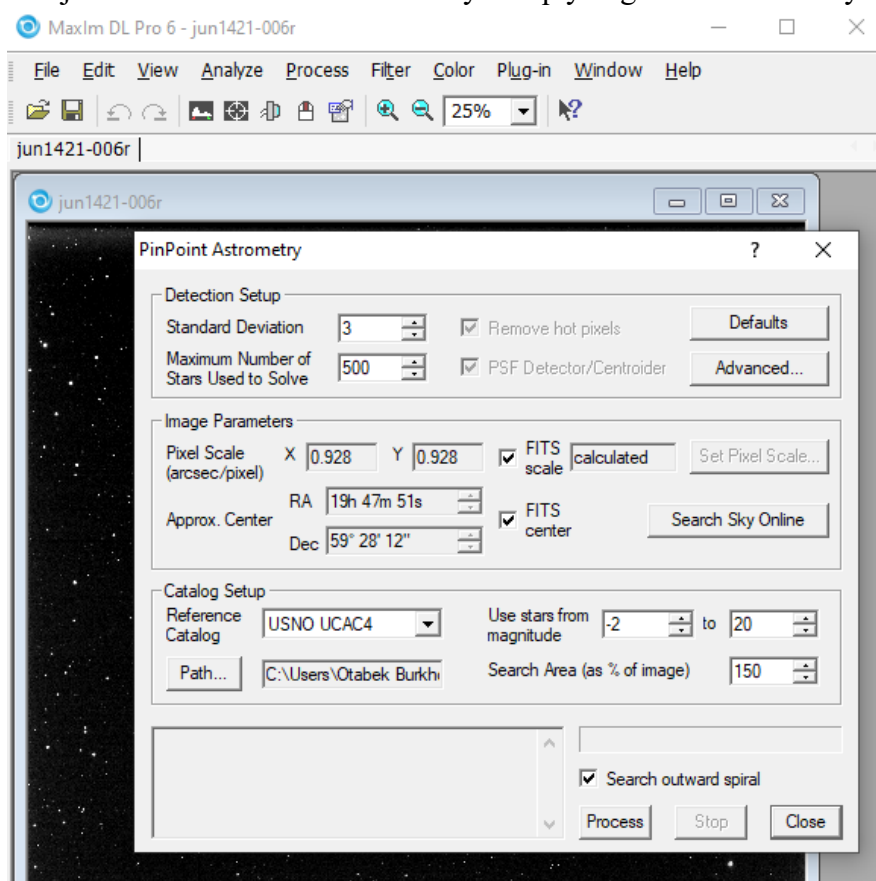 MaxIm DL Pro 6 - jun1421-006r
File Edit View Analyze Process Filter Color Plug-in Window Help
25%
jun1421-006r
jun1421-006r
PinPoint Astrometry ?
Detection Setup
Standard Deviation 3 Remove hot pixels Defaults
Maximum Number of
Stars Used to Solve 500 PSF Detector/Centroider Advanced...
Image Parameters
Pixel Scale
(arcsec/pixel) X 0.928 Y 0.928 FITS
scale calculated Set Pixel Scale...
Approx. Center RA 19h 47m 51s FITS
center Search Sky Online
Dec 59° 28' 12"
Catalog Setup
Reference
Catalog USNO UCAC4 Use stars from
magnitude -2 to 20
Path... C:\Users\Otabek Search Area (as % of image) 150
Search outward spiral
Process Stop Close